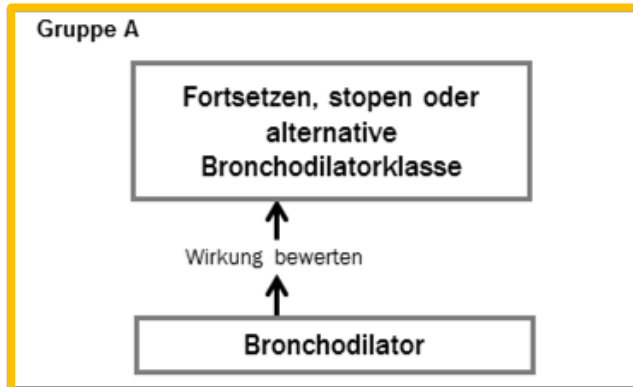 Gruppe A
Fortsetzen, stopen oder
alternative
Bronchodilatorklasse
Wirkung bewerten
Bronchodilator